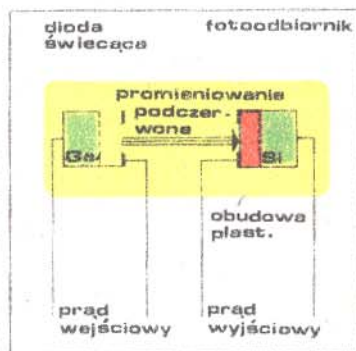 dioda
świecąca
fotoodbiornik
promieniowanie
podczer-
wone
Ga
Si
obudowa
plast.
prąd
wejściowy
prąd
wyjściowy